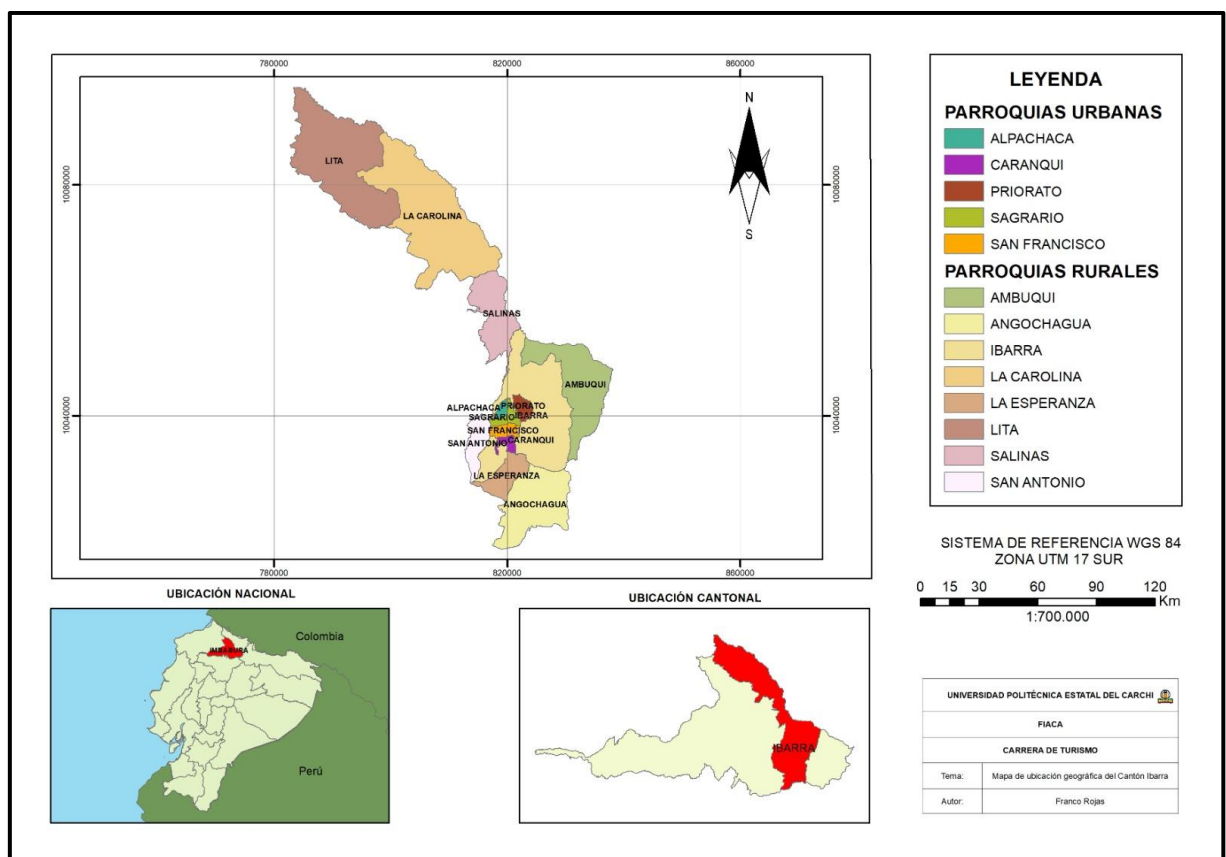 780000
820000
860000
10080000
10080000
10040000
10040000
780000
820000
860000
LITA
LA CAROLINA
SALINAS
AMBUQUI
ALPACHACA
PRIORATO
SAGRARIO
IBARRA
SAN FRANCISCO
SAN ANTONIO
CARANQUI
LA ESPERANZA
ANGOCHAGUA
N
S
LEYENDA
PARROQUIAS URBANAS
ALPACHACA
CARANQUI
PRIORATO
SAGRARIO
SAN FRANCISCO
PARROQUIAS RURALES
AMBUQUI
ANGOCHAGUA
IBARRA
LA CAROLINA
LA ESPERANZA
LITA
SALINAS
SAN ANTONIO
SISTEMA DE REFERENCIA WGS 84
ZONA UTM 17 SUR
0 15 30 60 90 120
Km
1:700.000
UBICACIÓN NACIONAL
Colombia
IMBABURA
Perú
UBICACIÓN CANTONAL
IBARRA
UNIVERSIDAD POLITÉCNICA ESTATAL DEL CARCHI
FIACA
CARRERA DE TURISMO
Tema: Mapa de ubicación geográfica del Cantón Ibarra
Autor: Franco Rojas